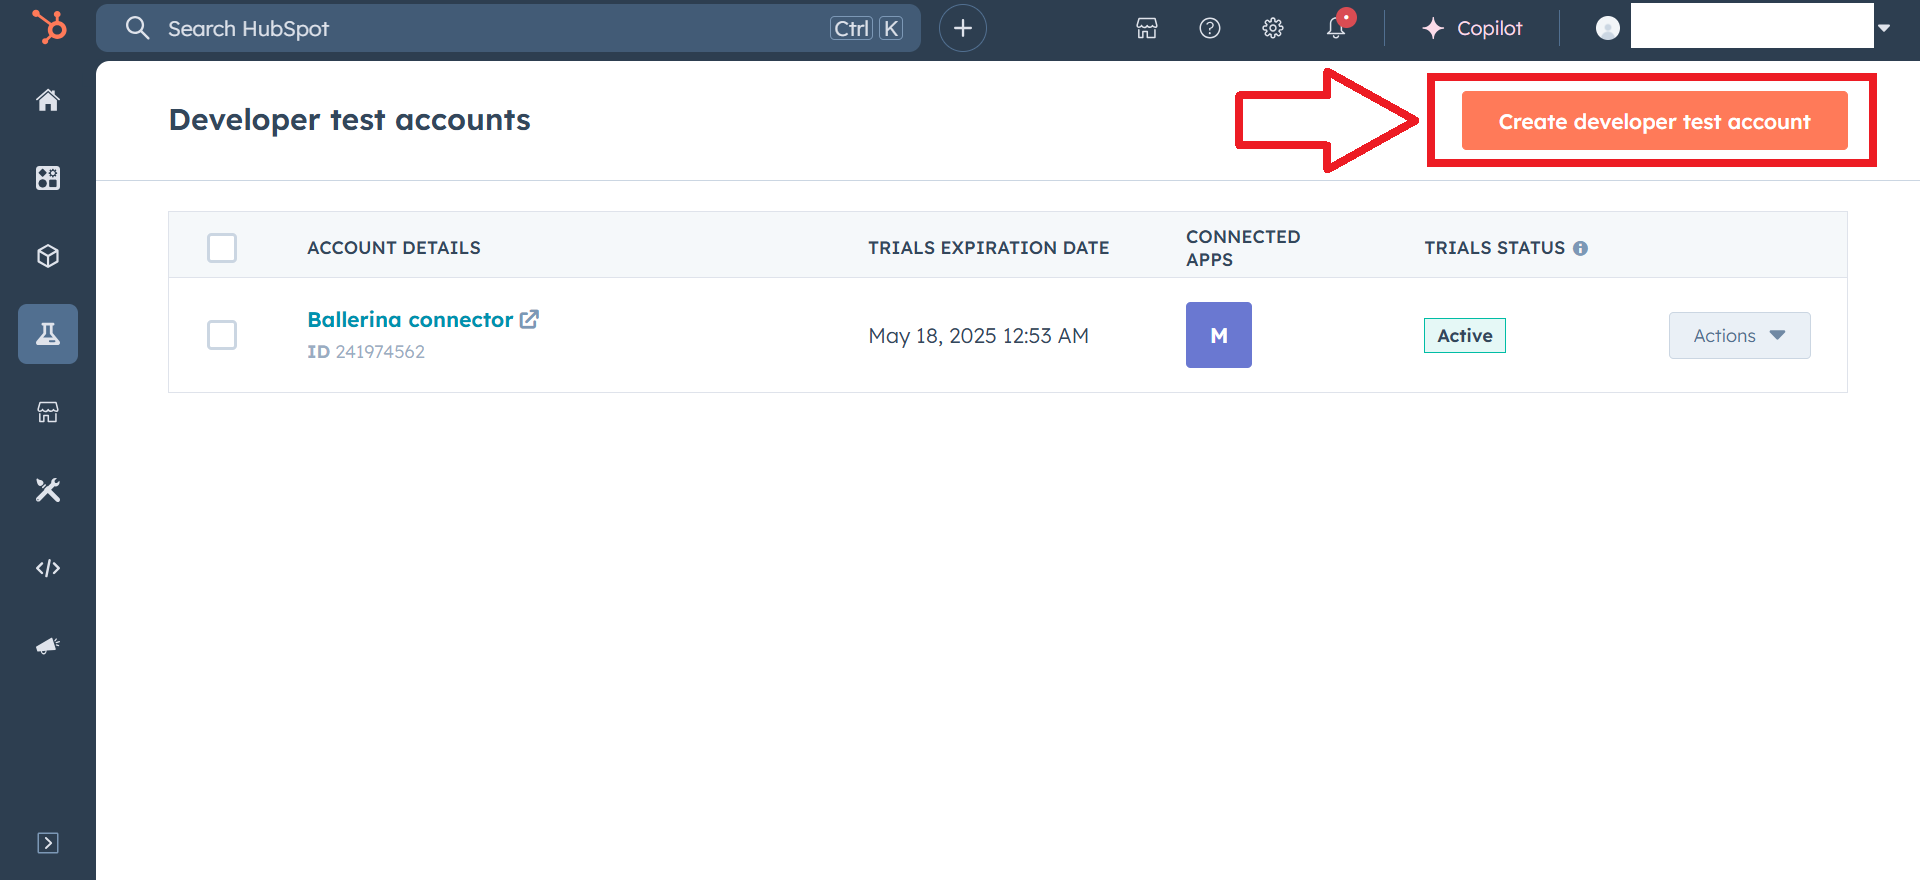 Search HubSpot
Ctrl K
Copilot
Developer test accounts
Create developer test account
ACCOUNT DETAILS
TRIALS EXPIRATION DATE
CONNECTED
APPS
TRIALS STATUS
Ballerina connector
ID 241974562
May 18, 2025 12:53 AM
M
Active
Actions